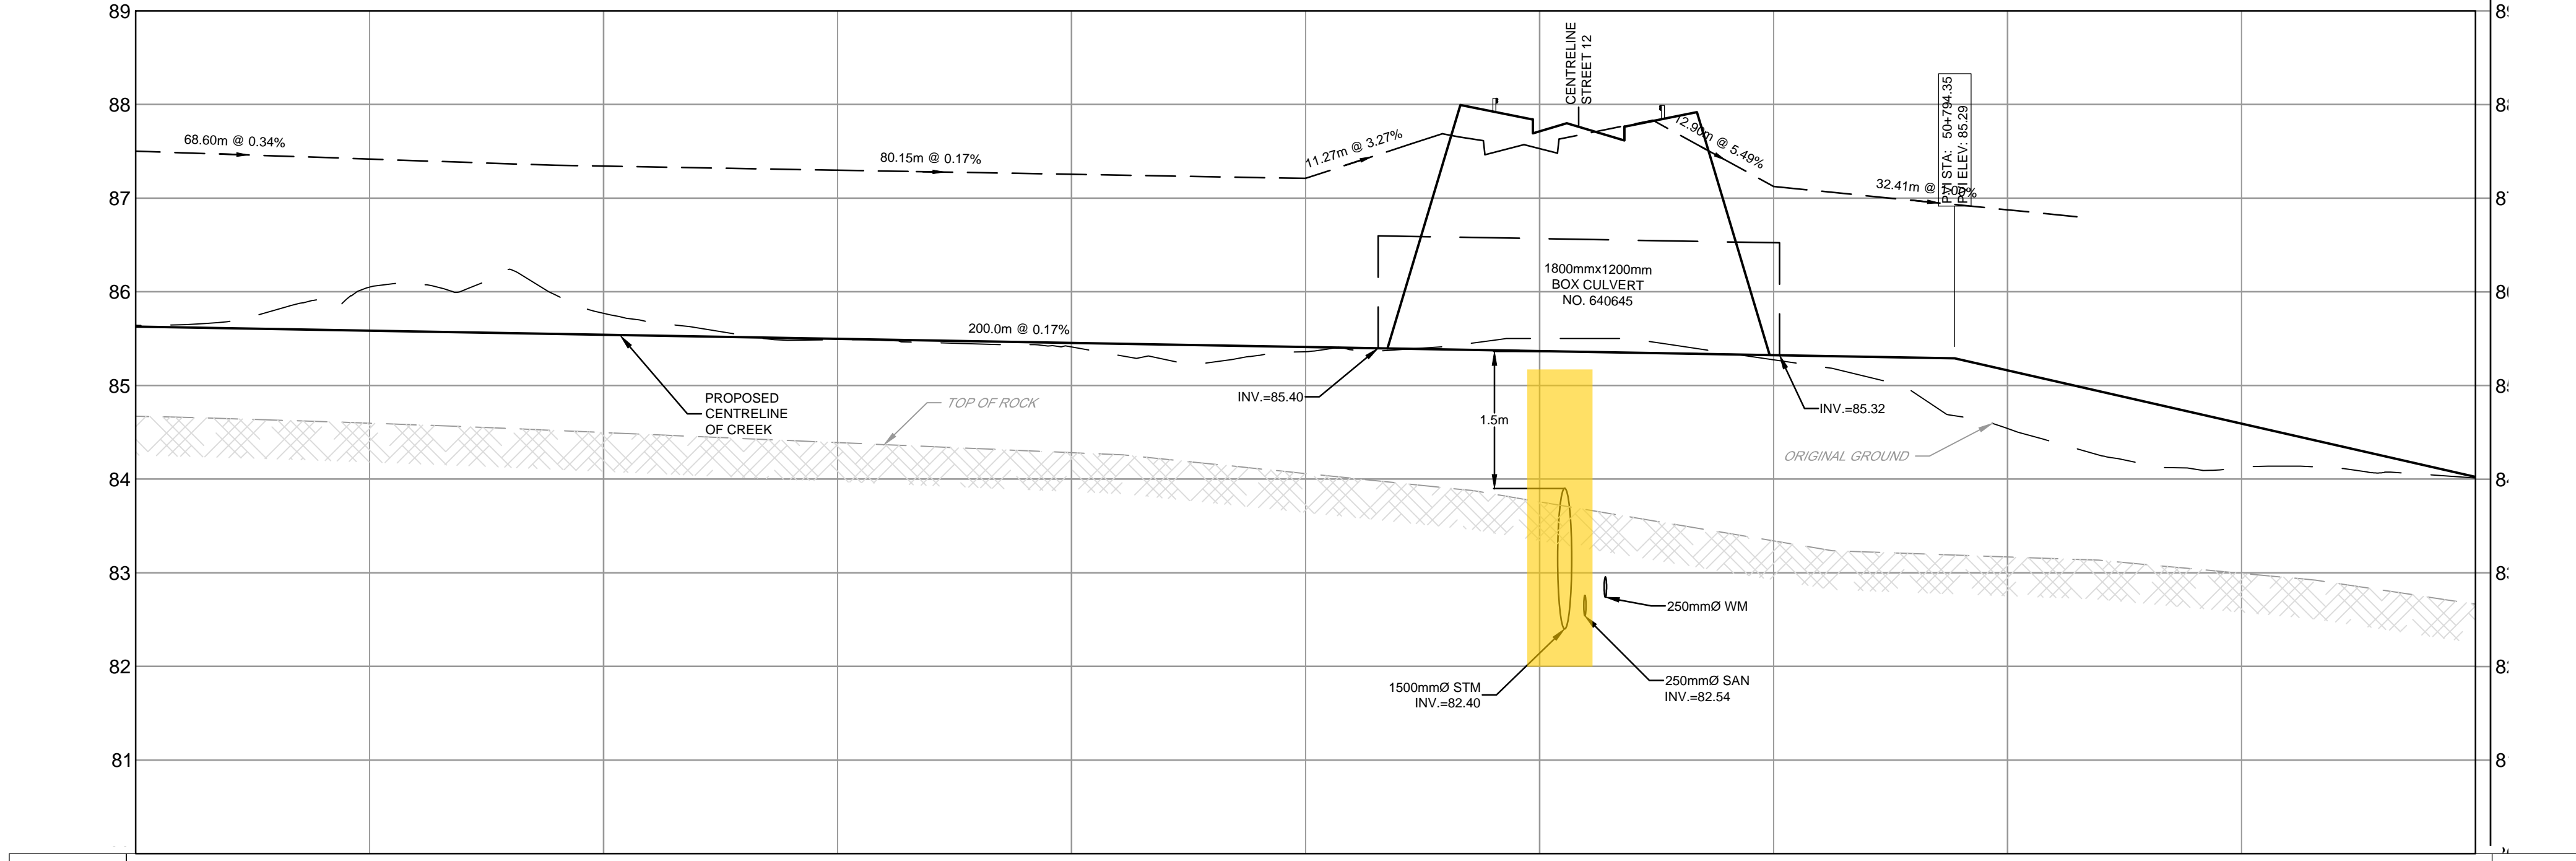 89
88
87
86
85
84
83
82
81
68.60m @ 0.34%
80.15m @ 0.17%
11.27m @ 3.27%
CENTRELINE
STREET 12
12.90m @ 5.49%
32.41m @ 1.00%
PVI STA: 50+794.35
PVI ELEV: 85.29
1800mmx1200mm
BOX CULVERT
NO. 640645
200.0m @ 0.17%
PROPOSED
CENTRELINE
OF CREEK
TOP OF ROCK
INV.=85.40
1.5m
INV.=85.32
ORIGINAL GROUND
250mmØ WM
1500mmØ STM
INV.=82.40
250mmØ SAN
INV.=82.54